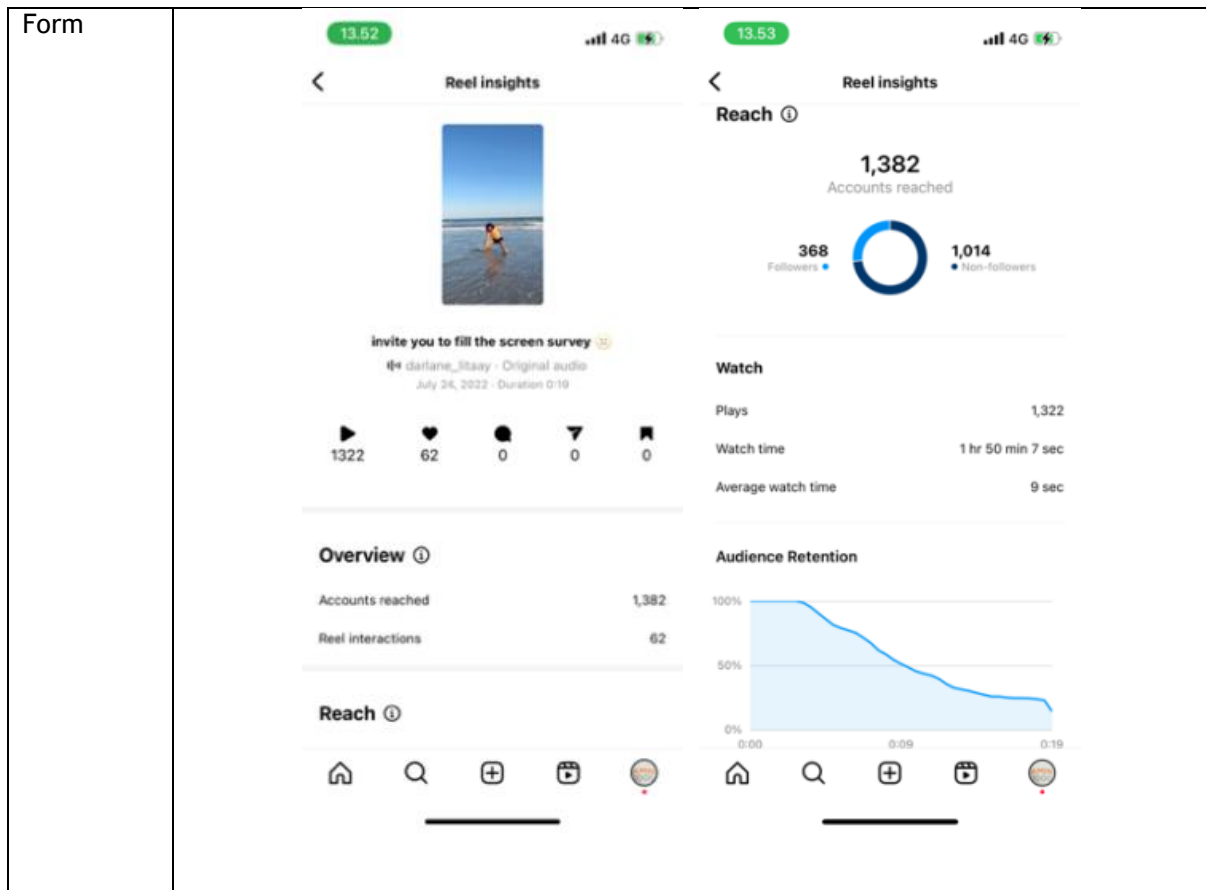 Form
13.52
4G
Reel insights
invite you to fill the screen survey
darlane_litaay · Original audio
July 24, 2022 · Duration 0:19
1322 62 0 0 0
Overview
Accounts reached 1,382
Reel interactions 62
Reach
13.53
4G
Reel insights
Reach
1,382
Accounts reached
368
Followers
1,014
Non-followers
Watch
Plays 1,322
Watch time 1 hr 50 min 7 sec
Average watch time 9 sec
Audience Retention
100%
50%
0%
0:00 0:09 0:19